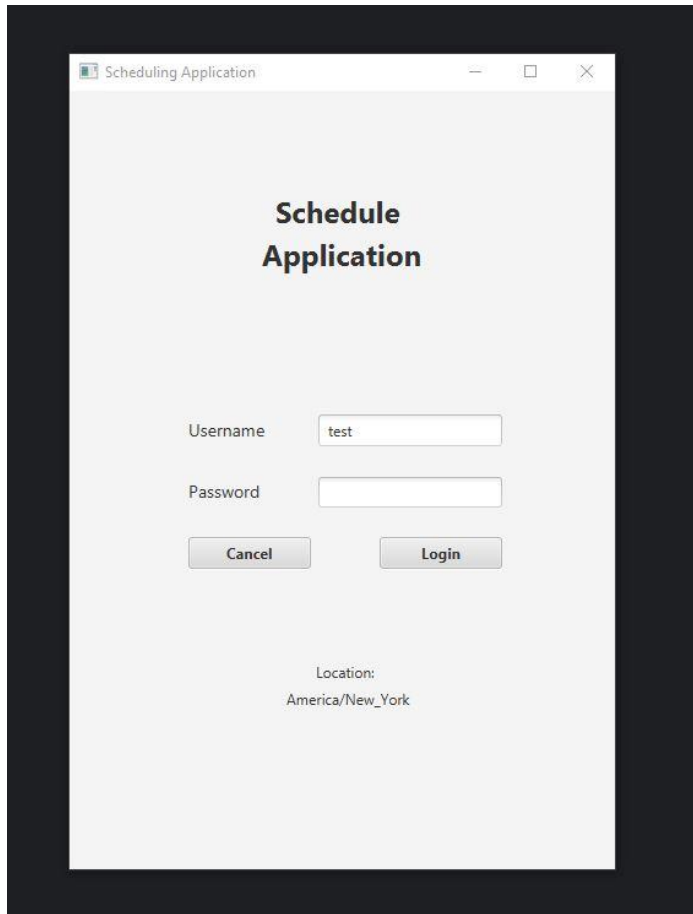 Scheduling Application
Schedule
Application
Username test
Password
Cancel Login
Location:
America/New_York